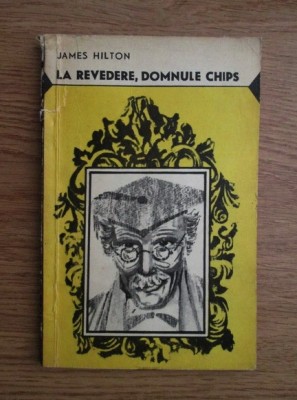 JAMES HILTON
LA REVEDERE, DOMNULE CHIPS